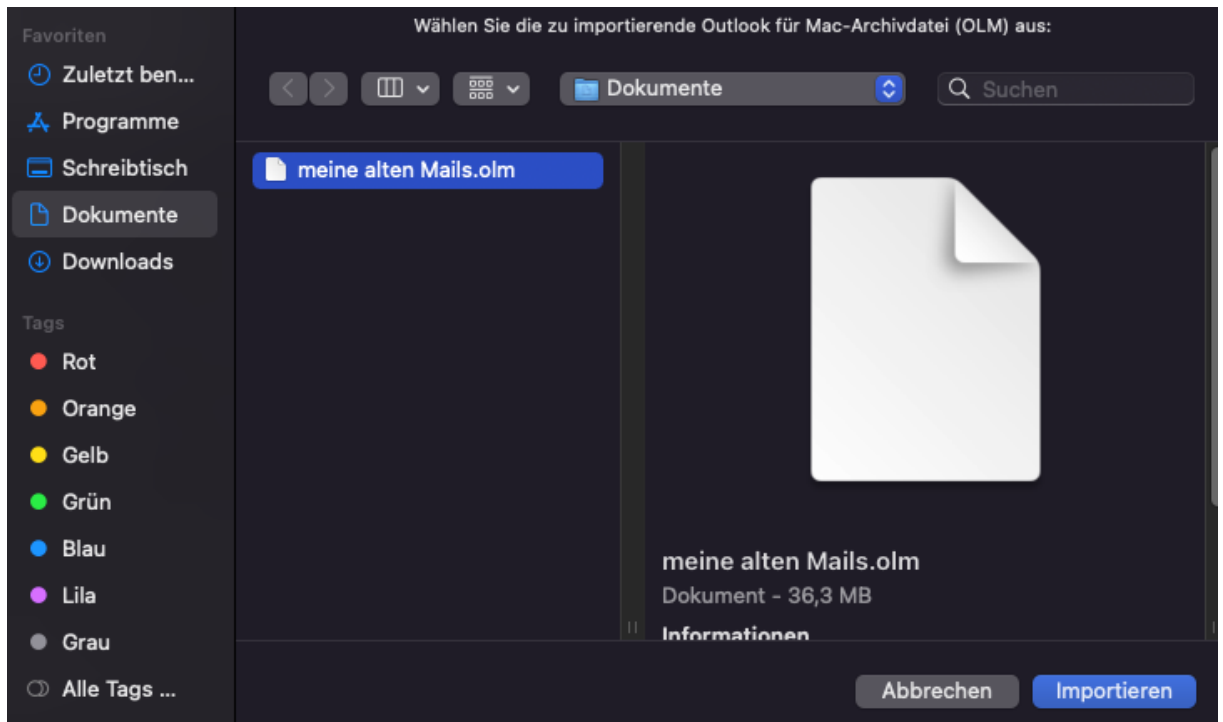 Wählen Sie die zu importierende Outlook für Mac-Archivdatei (OLM) aus:
Favoriten
Zuletzt ben...
Programme
Schreibtisch
Dokumente
Downloads
Tags
Rot
Orange
Gelb
Grün
Blau
Lila
Grau
Alle Tags ...
Dokumente
Suchen
meine alten Mails.olm
meine alten Mails.olm
Dokument – 36,3 MB
Informationen
Abbrechen
Importieren